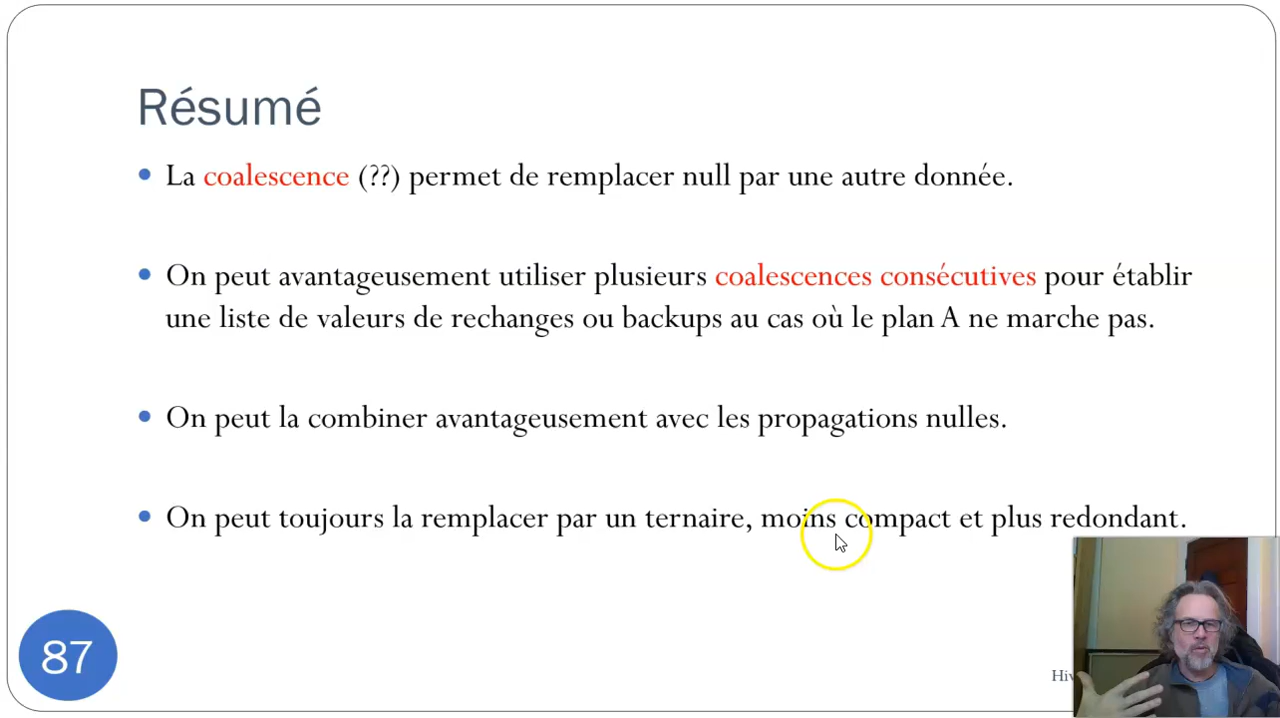 Résumé
• La coalescence (??) permet de remplacer null par une autre donnée.
• On peut avantageusement utiliser plusieurs coalescences consécutives pour établir
une liste de valeurs de rechanges ou backups au cas où le plan A ne marche pas.
• On peut la combiner avantageusement avec les propagations nulles.
• On peut toujours la remplacer par un ternaire, moins compact et plus redondant.
87